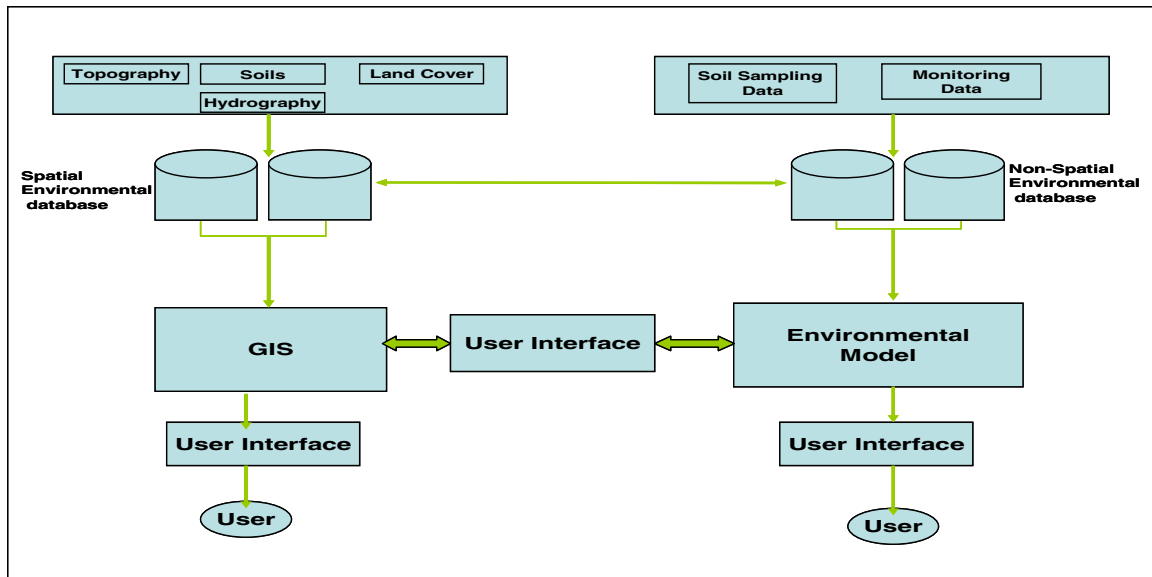 Topography
Soils
Land Cover
Hydrography
Soil Sampling
Data
Monitoring
Data
Spatial
Environmental
database
Non-Spatial
Environmental
database
GIS
User Interface
Environmental
Model
User Interface
User Interface
User
User